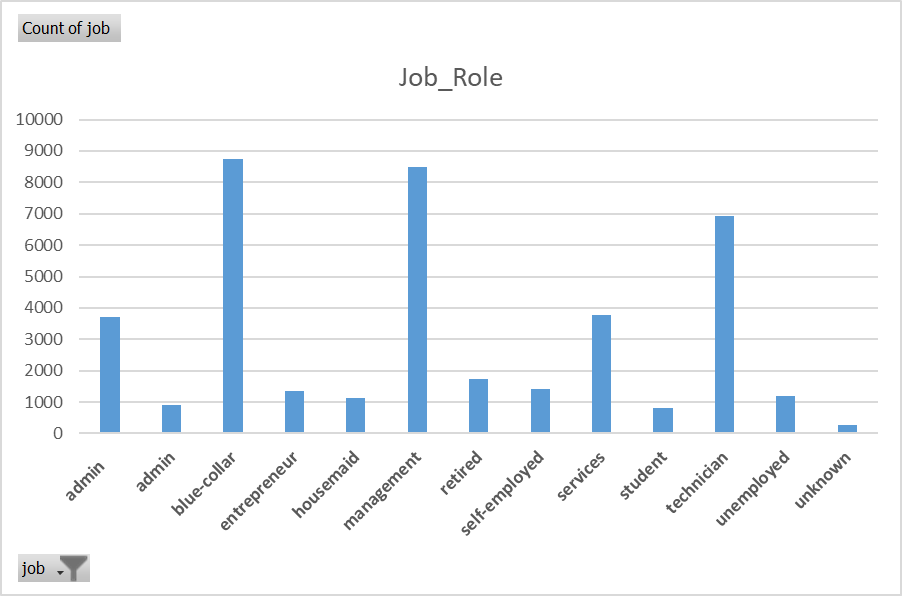 Count of job
Job_Role
10000
9000
8000
7000
6000
5000
4000
3000
2000
1000
0
admin
admin
blue-collar
entrepreneur
housemaid
management
retired
self-employed
services
student
technician
unemployed
unknown
job